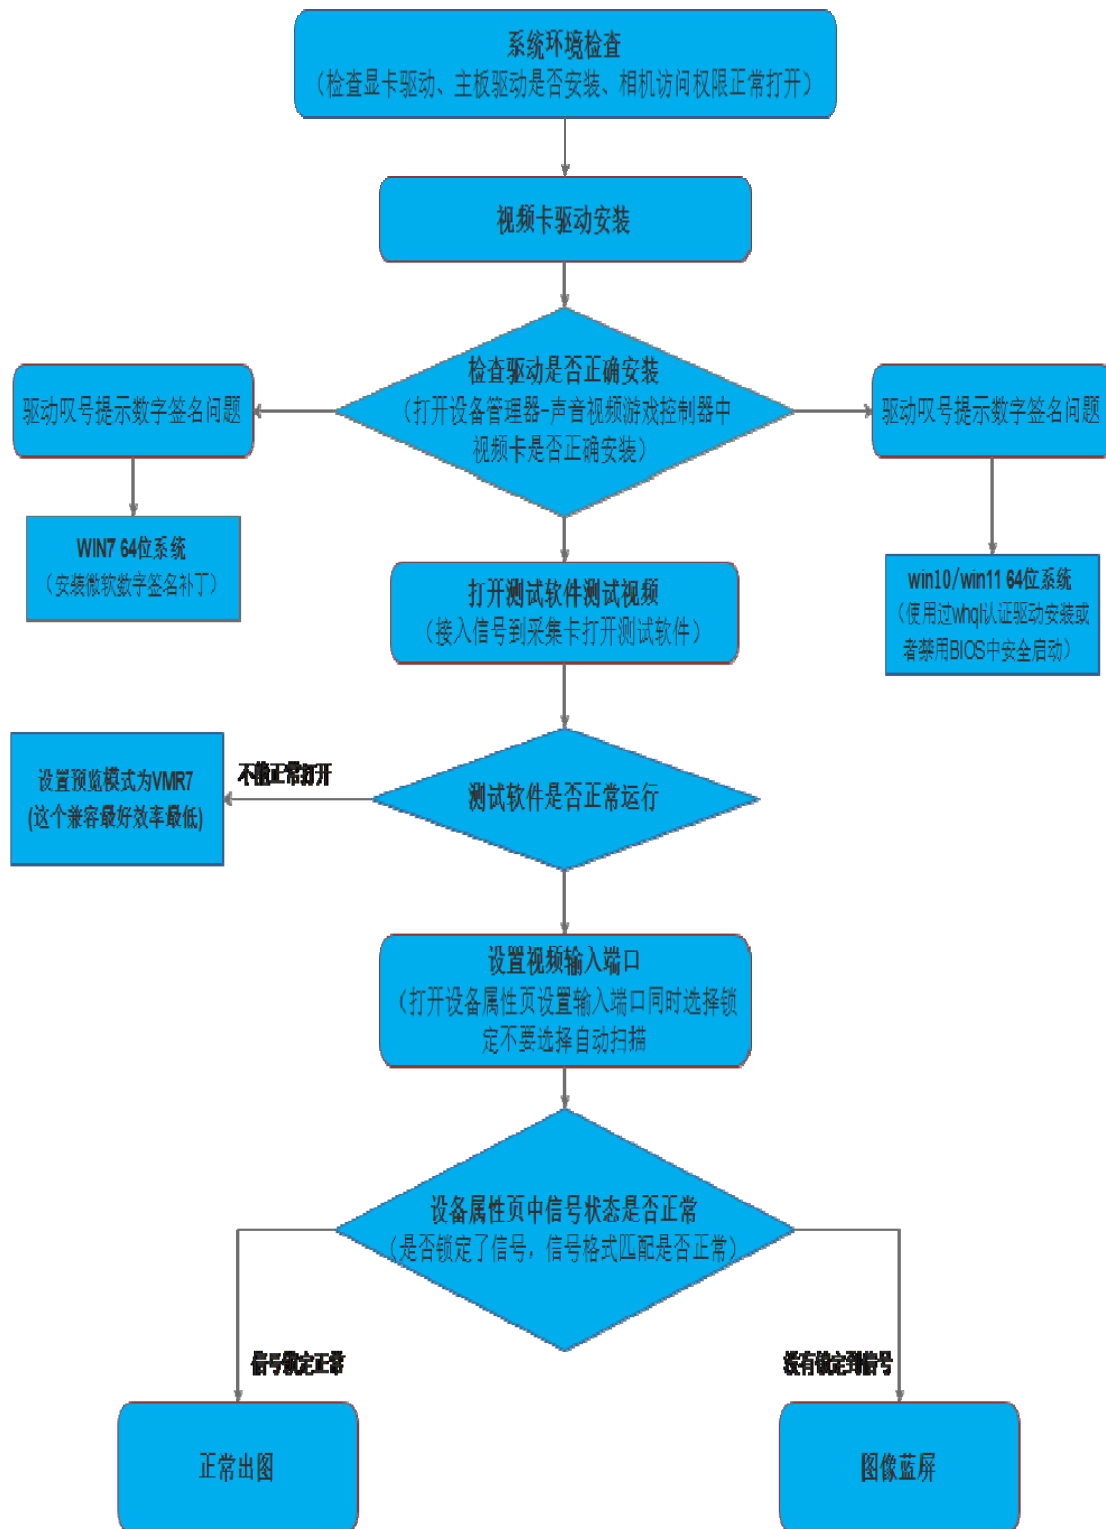 系统环境检查
（检查显卡驱动、主板驱动是否安装、相机访问权限正常打开）
视频卡驱动安装
检查驱动是否正确安装
（打开设备管理器-声音视频游戏控制器中
视频卡是否正确安装）
驱动叹号提示数字签名问题
驱动叹号提示数字签名问题
WIN7 64位系统
（安装微软数字签名补丁）
win10/win11 64位系统
（使用过whql认证驱动安装或
者禁用BIOS中安全启动）
打开测试软件测试视频
（接入信号到采集卡打开测试软件）
测试软件是否正常运行
不能正常打开
设置预览模式为VMR7
(这个兼容最好效率最低)
设置视频输入端口
（打开设备属性页设置输入端口同时选择锁
定不要选择自动扫描
设备属性页中信号状态是否正常
（是否锁定了信号，信号格式匹配是否正常）
信号锁定正常
没有锁定到信号
正常出图
图像蓝屏